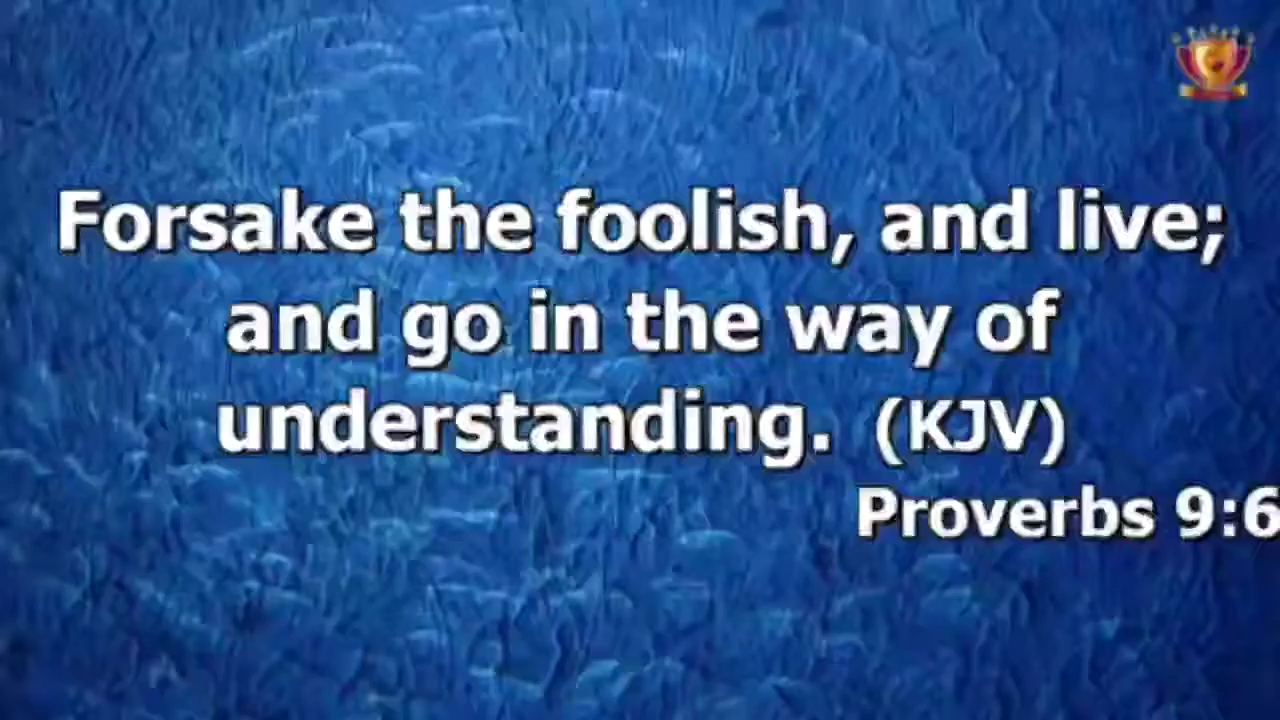 Forsake the foolish, and live;
and go in the way of
understanding. (KJV)
Proverbs 9:6